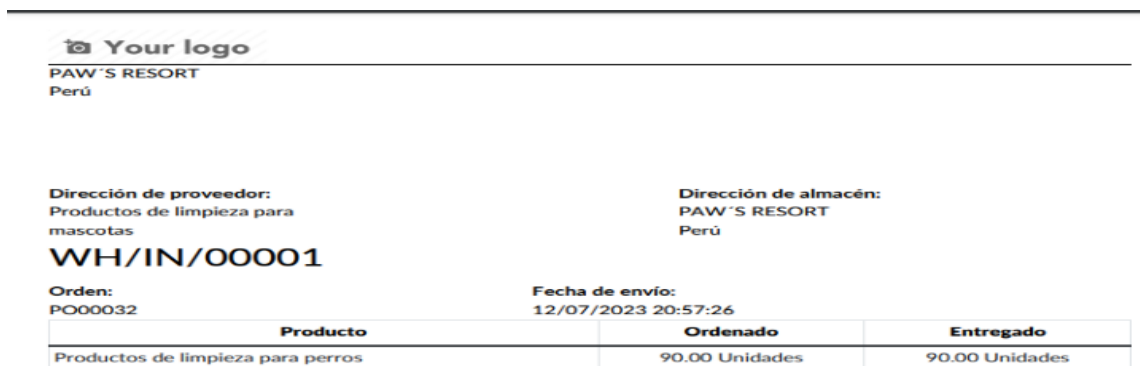 Your logo
PAW´S RESORT
Perú
Dirección de proveedor:
Productos de limpieza para
mascotas
Dirección de almacén:
PAW´S RESORT
Perú
WH/IN/00001
Orden:
PO00032
Fecha de envío:
12/07/2023 20:57:26
Producto Ordenado Entregado
Productos de limpieza para perros 90.00 Unidades 90.00 Unidades